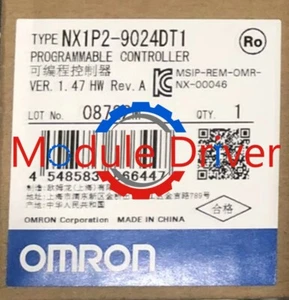 TYPE NX1P2-9024DT1
Ro
PROGRAMMABLE CONTROLLER
可编程控制器
MSIP-REM-OMR-
NX-00046
VER. 1.47 HW Rev. A
LOT No. 087 M QTY. 1
Module Driver
4 548583 66447
OMRON Corporation MADE IN CHINA
合格
OMRON